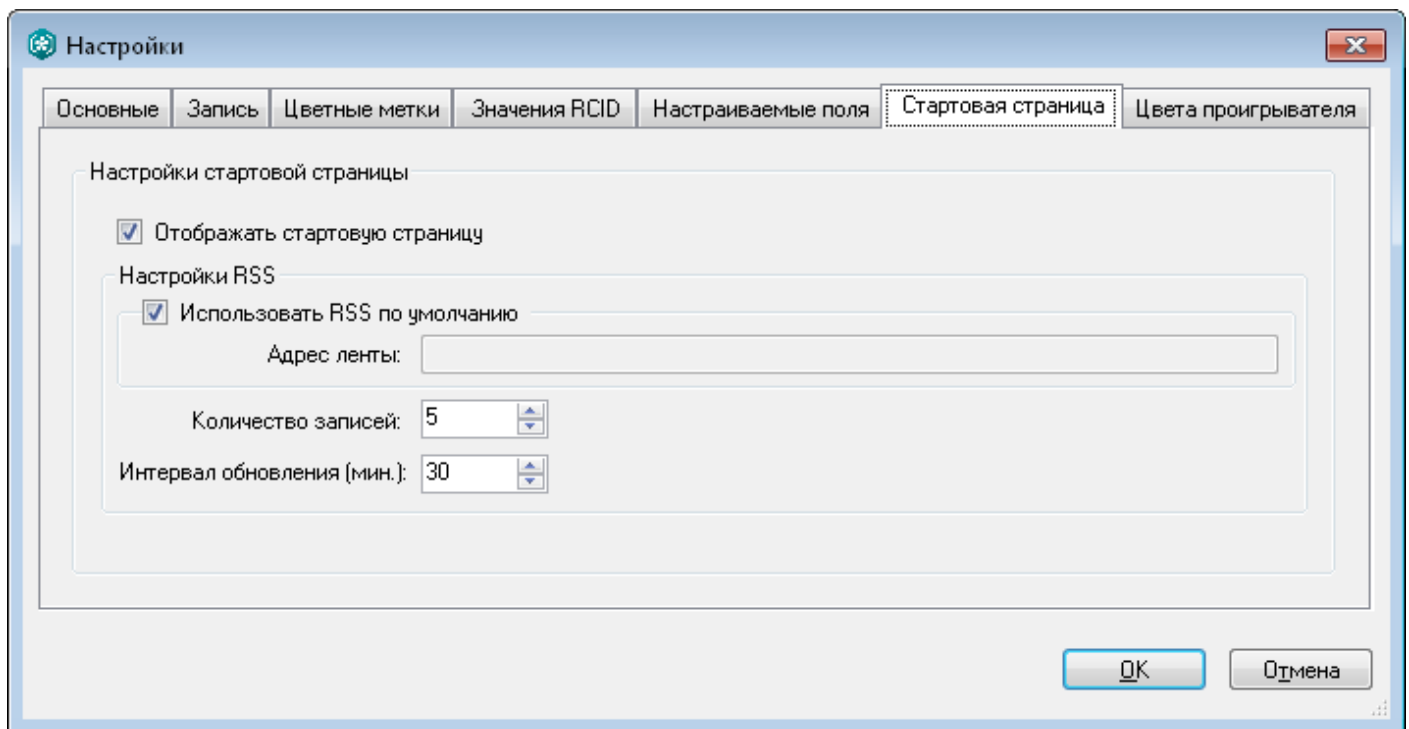 Настройки
Основные Запись Цветные метки Значения RCID Настраиваемые поля Стартовая страница Цвета проигрывателя
Настройки стартовой страницы
Отображать стартовую страницу
Настройки RSS
Использовать RSS по умолчанию
Адрес ленты:
Количество записей: 5
Интервал обновления (мин.): 30
OK Отмена